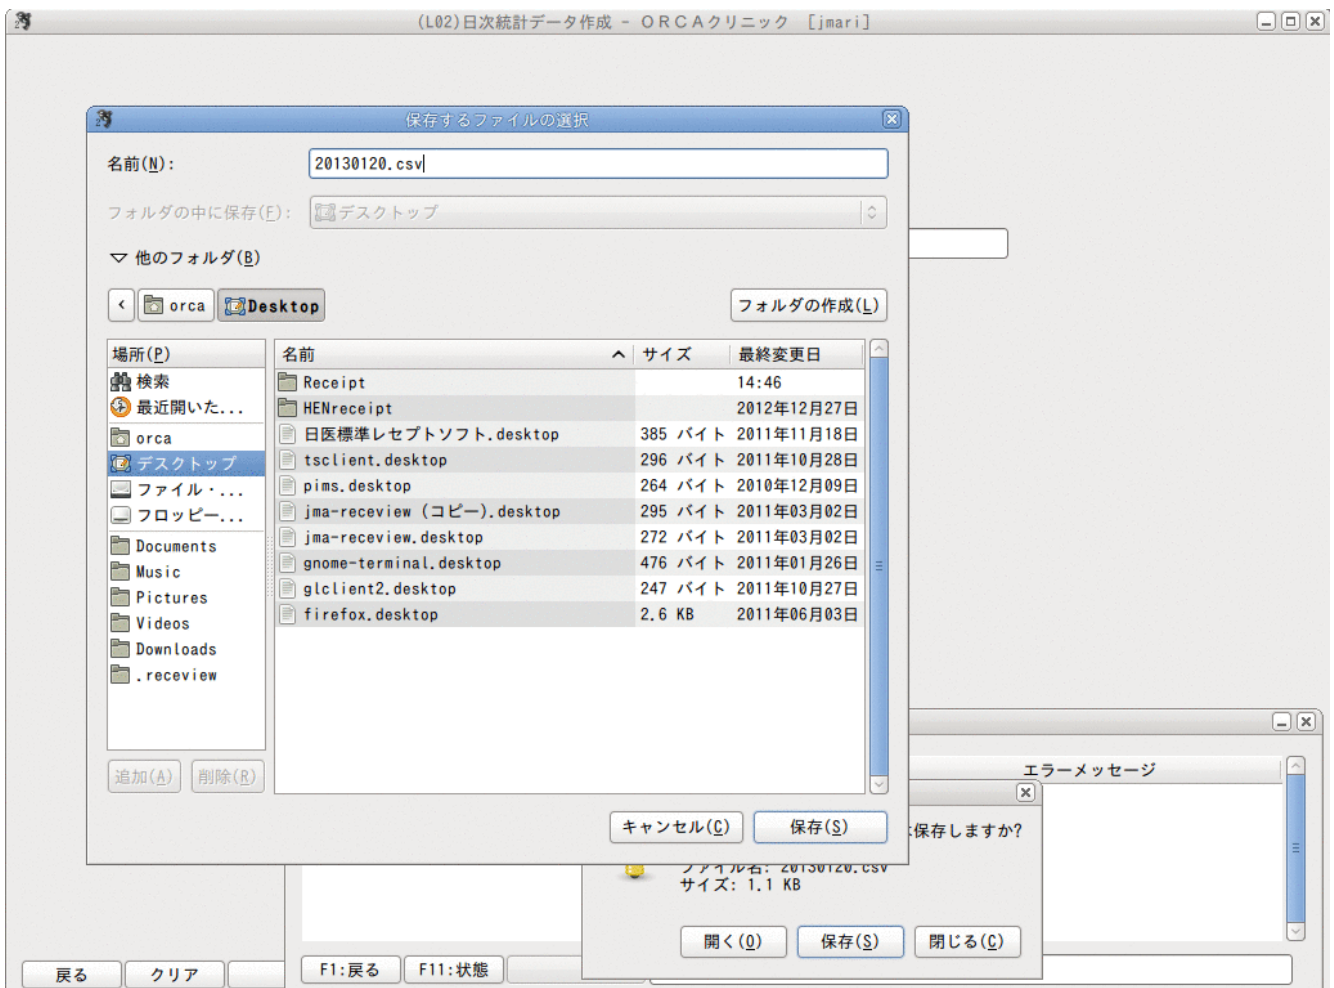 (L02)日次統計データ作成 - ORCAクリニック [jmari]
保存するファイルの選択
名前(N):
20130120.csv
フォルダの中に保存(F):
デスクトップ
他のフォルダ(B)
orca
Desktop
フォルダの作成(L)
場所(P)
検索
最近開いた...
orca
デスクトップ
ファイル・...
フロッピー...
Documents
Music
Pictures
Videos
Downloads
.receview
追加(A)
削除(R)
名前 サイズ 最終変更日
Receipt 14:46
HENreceipt 2012年12月27日
日医標準レセプトソフト.desktop 385 バイト 2011年11月18日
tsclient.desktop 296 バイト 2011年10月28日
pims.desktop 264 バイト 2010年12月09日
jma-receview (コピー).desktop 295 バイト 2011年03月02日
jma-receview.desktop 272 バイト 2011年03月02日
gnome-terminal.desktop 476 バイト 2011年01月26日
glclient2.desktop 247 バイト 2011年10月27日
firefox.desktop 2.6 KB 2011年06月03日
キャンセル(C)
保存(S)
エラーメッセージ
保存しますか?
ファイル名: 20130120.csv
サイズ: 1.1 KB
開く(O)
保存(S)
閉じる(C)
戻る
クリア
F1:戻る
F11:状態